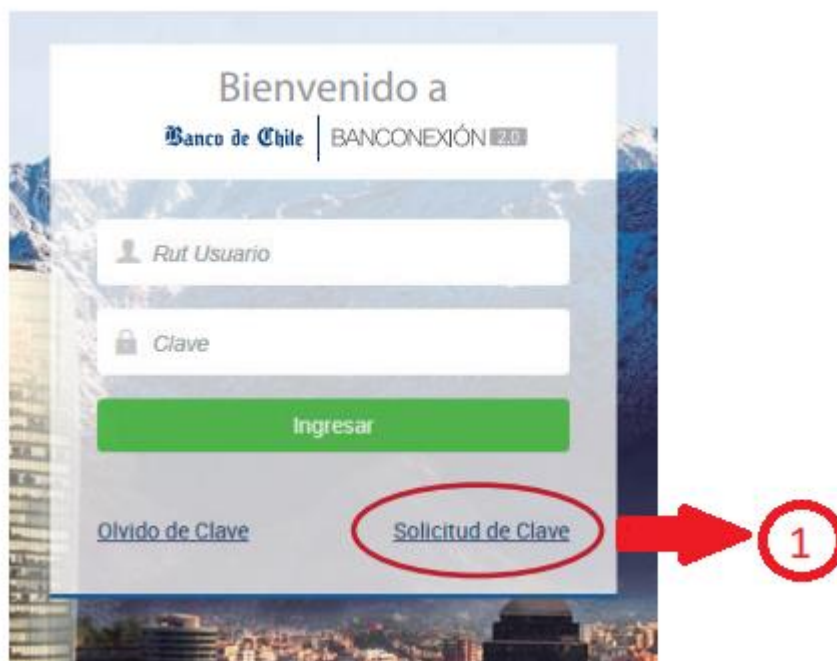 Bienvenido a
Banco de Chile | BANCONEXIÓN 2.0
Rut Usuario
Clave
Ingresar
Olvido de Clave Solicitud de Clave
1